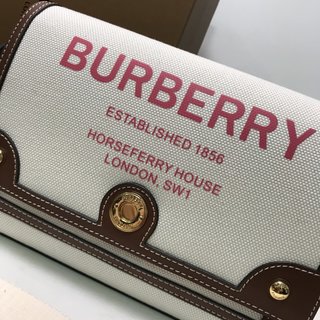 BURBERRY
ESTABLISHED 1856
HORSEFERRY HOUSE
LONDON, SW1